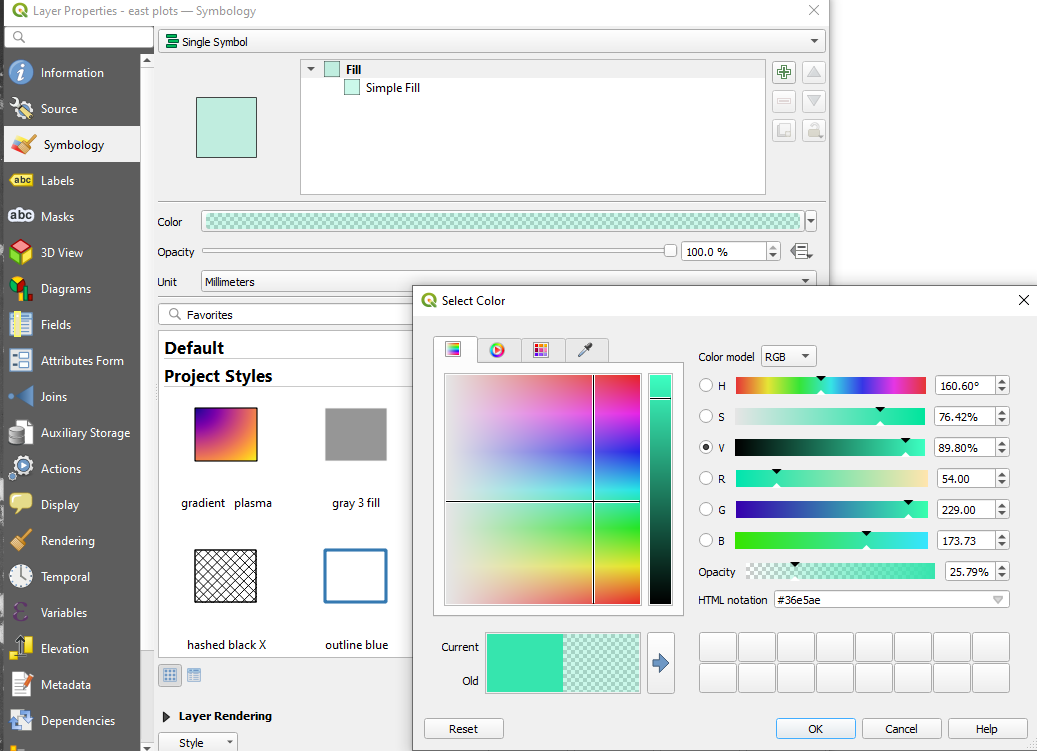 Layer Properties - east plots — Symbology
Single Symbol
Information
Source
Symbology
Labels
Masks
3D View
Diagrams
Fields
Attributes Form
Joins
Auxiliary Storage
Actions
Display
Rendering
Temporal
Variables
Elevation
Metadata
Dependencies
Fill
Simple Fill
Color
Opacity
100.0 %
Unit
Millimeters
Favorites
Default
Project Styles
gradient plasma
gray 3 fill
hashed black X
outline blue
Layer Rendering
Style
Select Color
Color model
RGB
H
160.60°
S
76.42%
V
89.80%
R
54.00
G
229.00
B
173.73
Opacity
25.79%
HTML notation
#36e5ae
Current
Old
Reset
OK
Cancel
Help
abc
abc